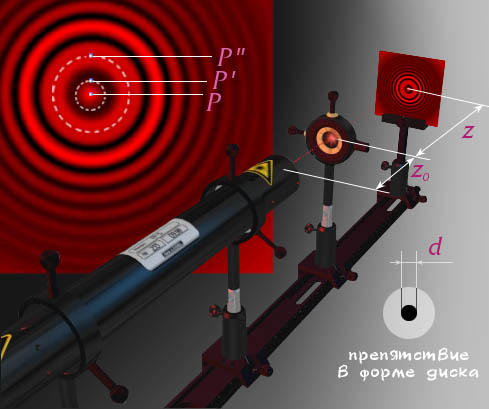 P"
P'
P
z
z₀
d
препятствие
в форме диска